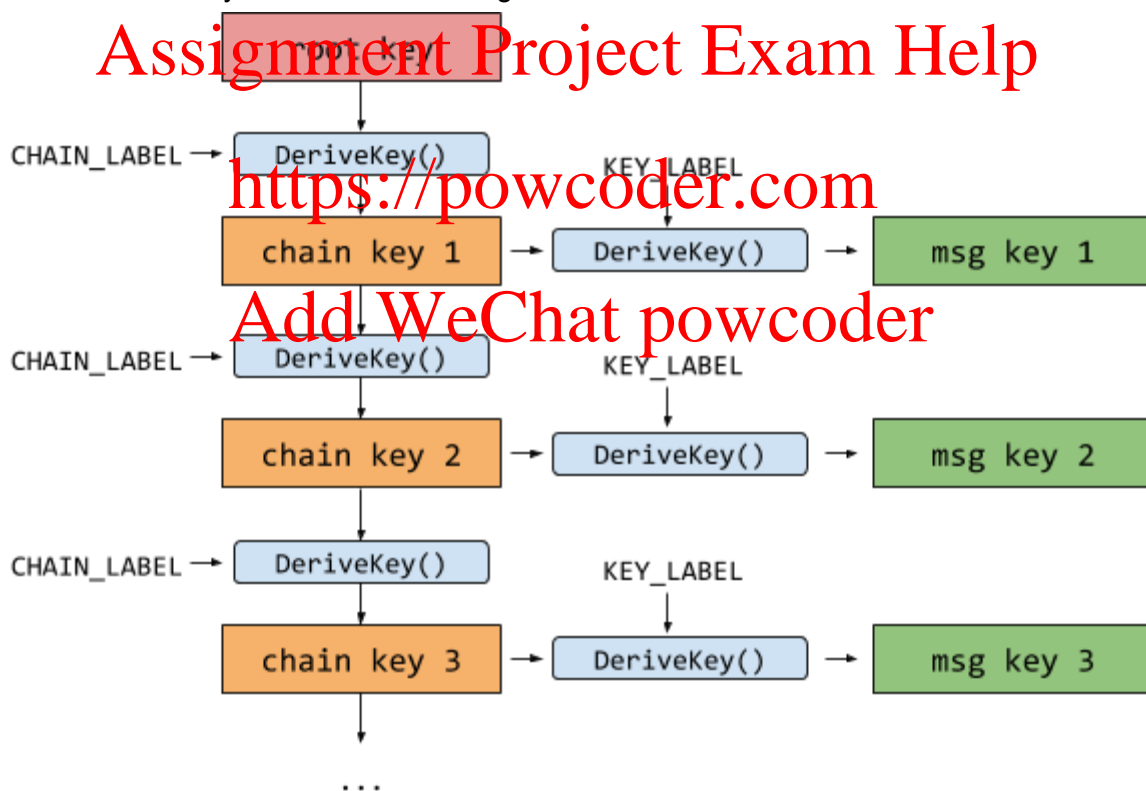 Assignment Project Exam Help
root key
CHAIN_LABEL
DeriveKey()
KEY_LABEL
https://powcoder.com
chain key 1
DeriveKey()
msg key 1
Add WeChat powcoder
CHAIN_LABEL
DeriveKey()
KEY_LABEL
chain key 2
DeriveKey()
msg key 2
CHAIN_LABEL
DeriveKey()
KEY_LABEL
chain key 3
DeriveKey()
msg key 3
...